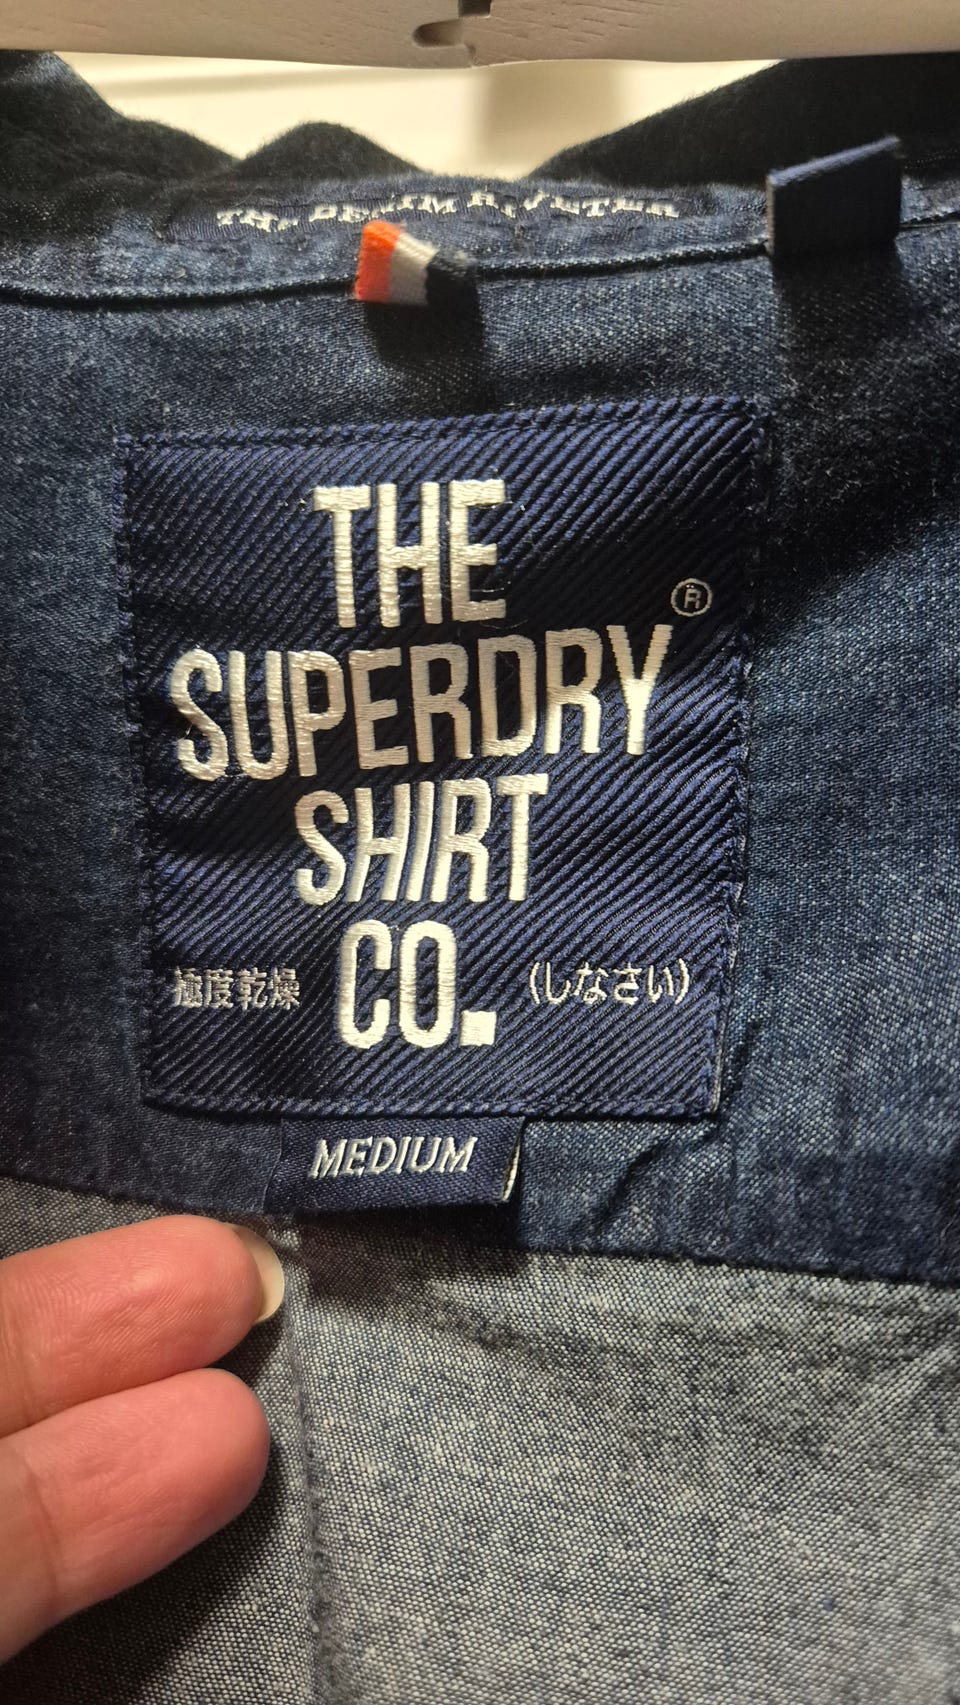 THE DENIM RIVETER
THE
SUPERDRY
®
SHIRT
CO.
極度乾燥
(しなさい)
MEDIUM